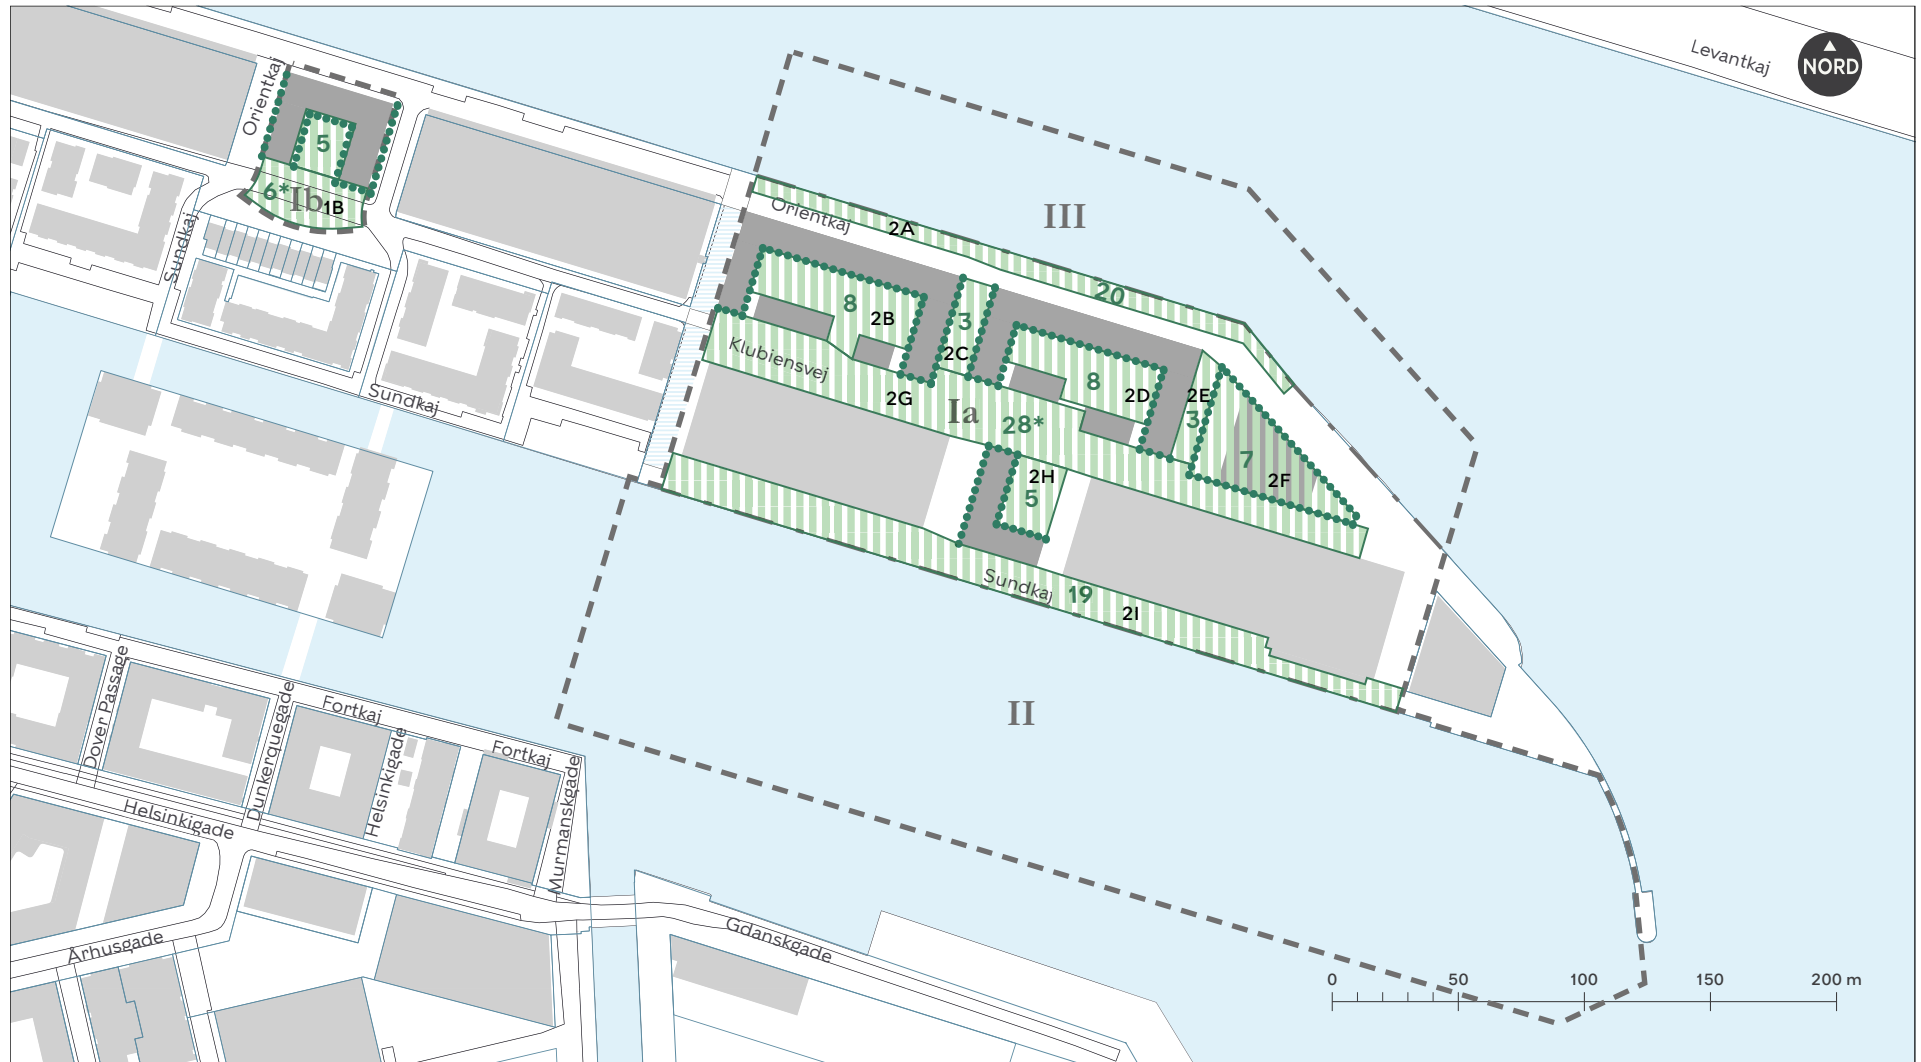 Levantkaj
NORD
Orientkaj
5
6*
Ib
1B
Sundkaj
Orientkaj
2A
III
20
8
2B
3
2C
Klubiensvej
2G
Ia
28*
8
2D
2E
3
7
2F
2H
5
Sundkaj
Sundkaj
19
2I
II
Dover Passage
Dunkerquegade
Fortkaj
Helsinkigade
Fortkaj
Murmanskgade
Helsinkigade
Århusgade
Gdanskgade
0 50 100 150 200 m